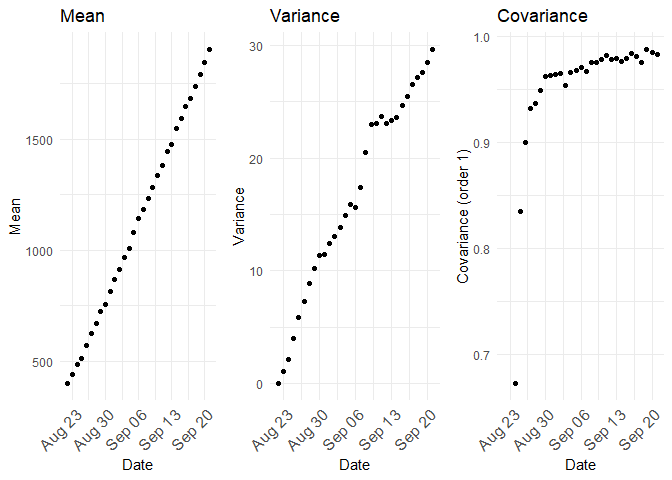 Mean
Mean
1500
1000
500
Aug 23
Aug 30
Sep 06
Sep 13
Sep 20
Date
Variance
Variance
30
20
10
0
Aug 23
Aug 30
Sep 06
Sep 13
Sep 20
Date
Covariance
Covariance (order 1)
1.0
0.9
0.8
0.7
Aug 23
Aug 30
Sep 06
Sep 13
Sep 20
Date